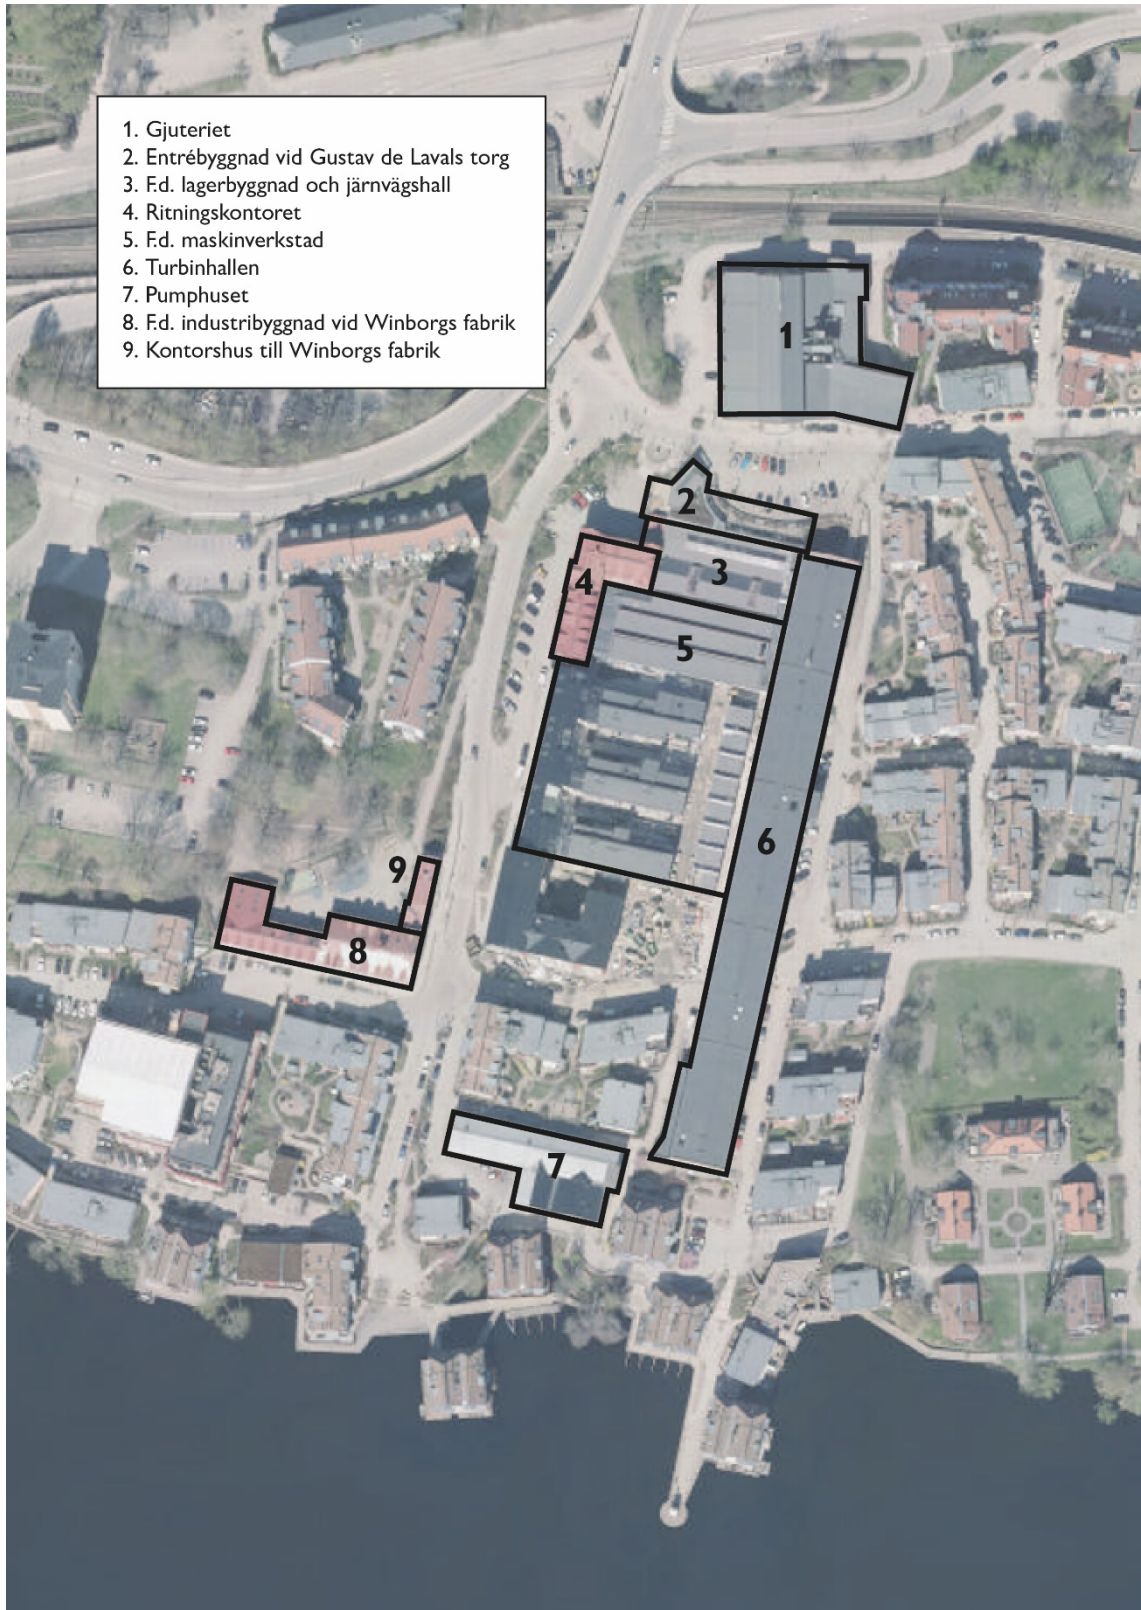 1. Gjuteriet
2. Entrébyggnad vid Gustav de Lavals torg
3. F.d. lagerbyggnad och järnvägshall
4. Ritningskontoret
5. F.d. maskinverkstad
6. Turbinhallen
7. Pumphuset
8. F.d. industribyggnad vid Winborgs fabrik
9. Kontorshus till Winborgs fabrik
1
2
3
4
5
6
9
8
7